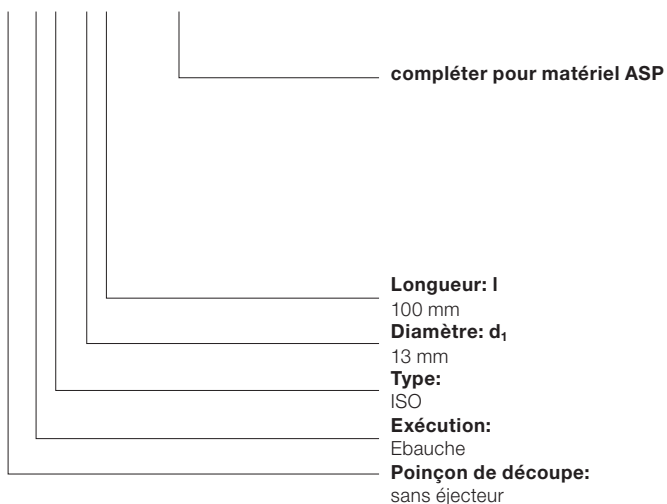 compléter pour matériel ASP
Longueur: l
100 mm
Diamètre: d₁
13 mm
Type:
ISO
Exécution:
Ebauche
Poinçon de découpe:
sans éjecteur